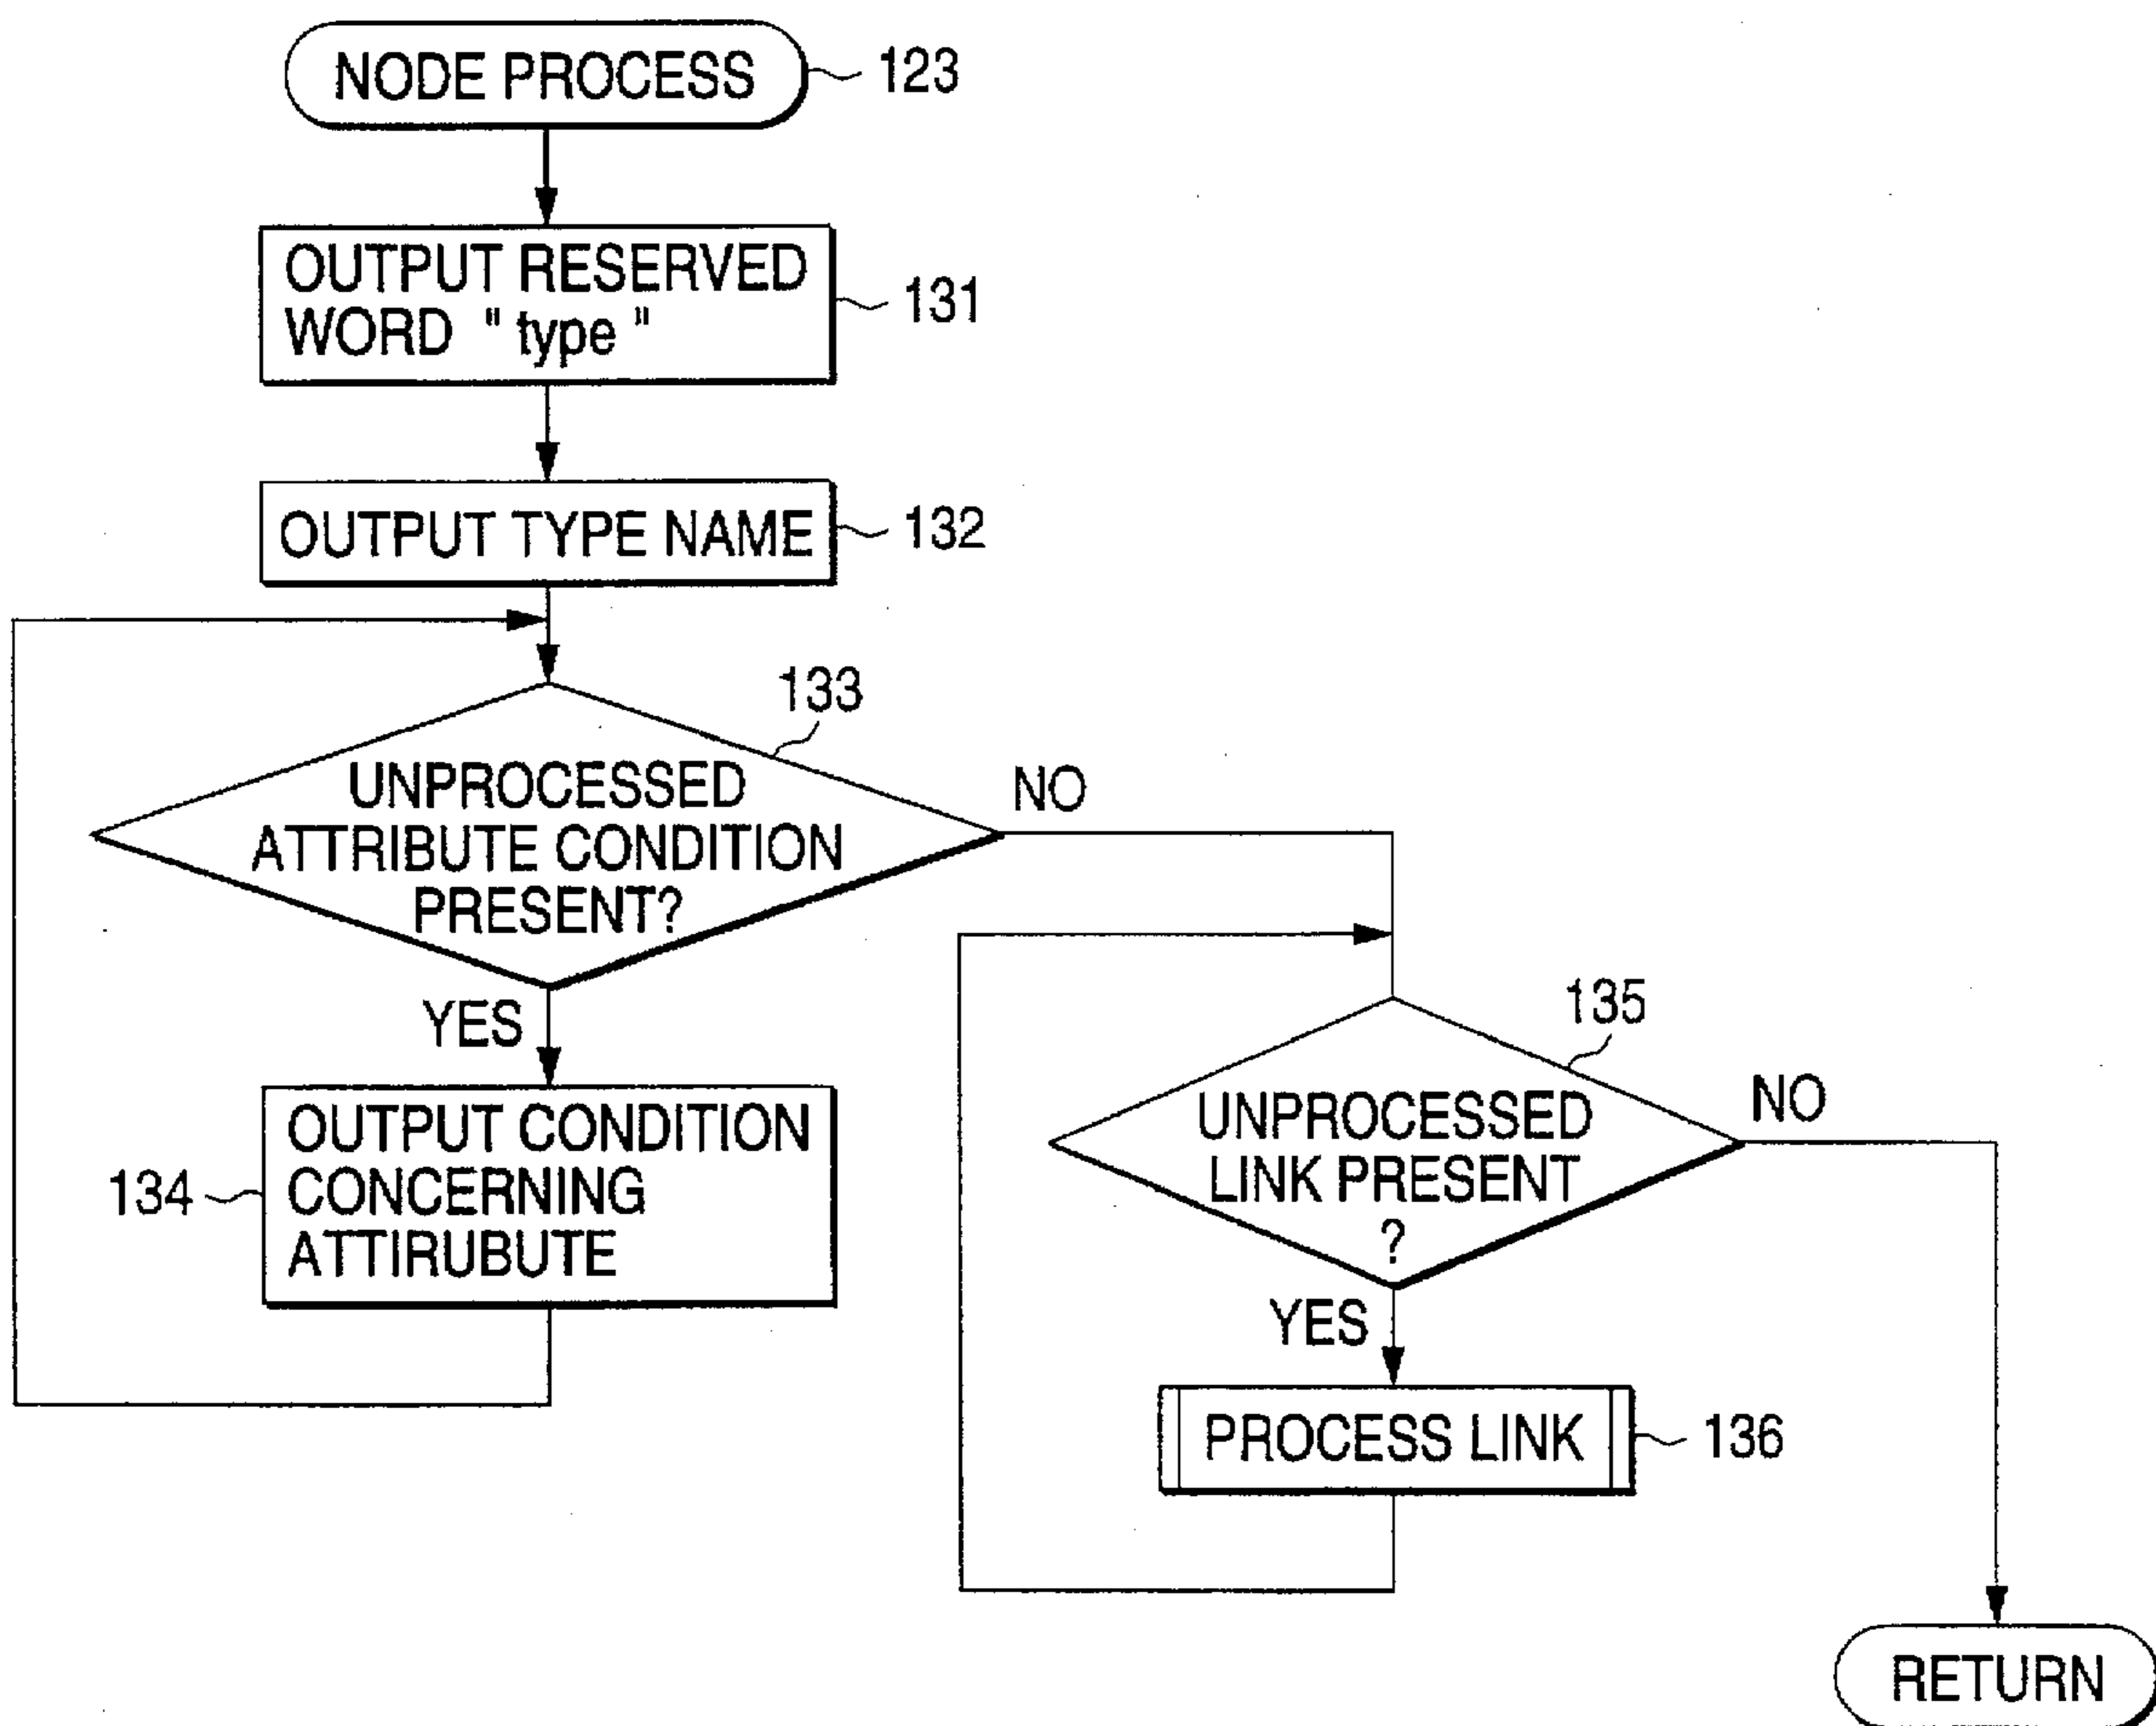 NODE PROCESS
123
OUTPUT RESERVED
WORD " type "
131
OUTPUT TYPE NAME
132
133
UNPROCESSED
ATTRIBUTE CONDITION
PRESENT?
NO
YES
OUTPUT CONDITION
CONCERNING
ATTIRUBUTE
134
135
UNPROCESSED
LINK PRESENT
?
NO
YES
PROCESS LINK
136
RETURN